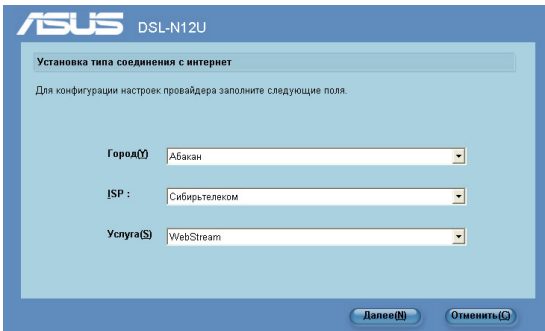 ASUS DSL-N12U
Установка типа соединения с интернет
Для конфигурации настроек провайдера заполните следующие поля.
Город(Y) Абакан
ISP : Сибирьтелеком
Услуга(S) WebStream
Далее(N) Отменить(C)